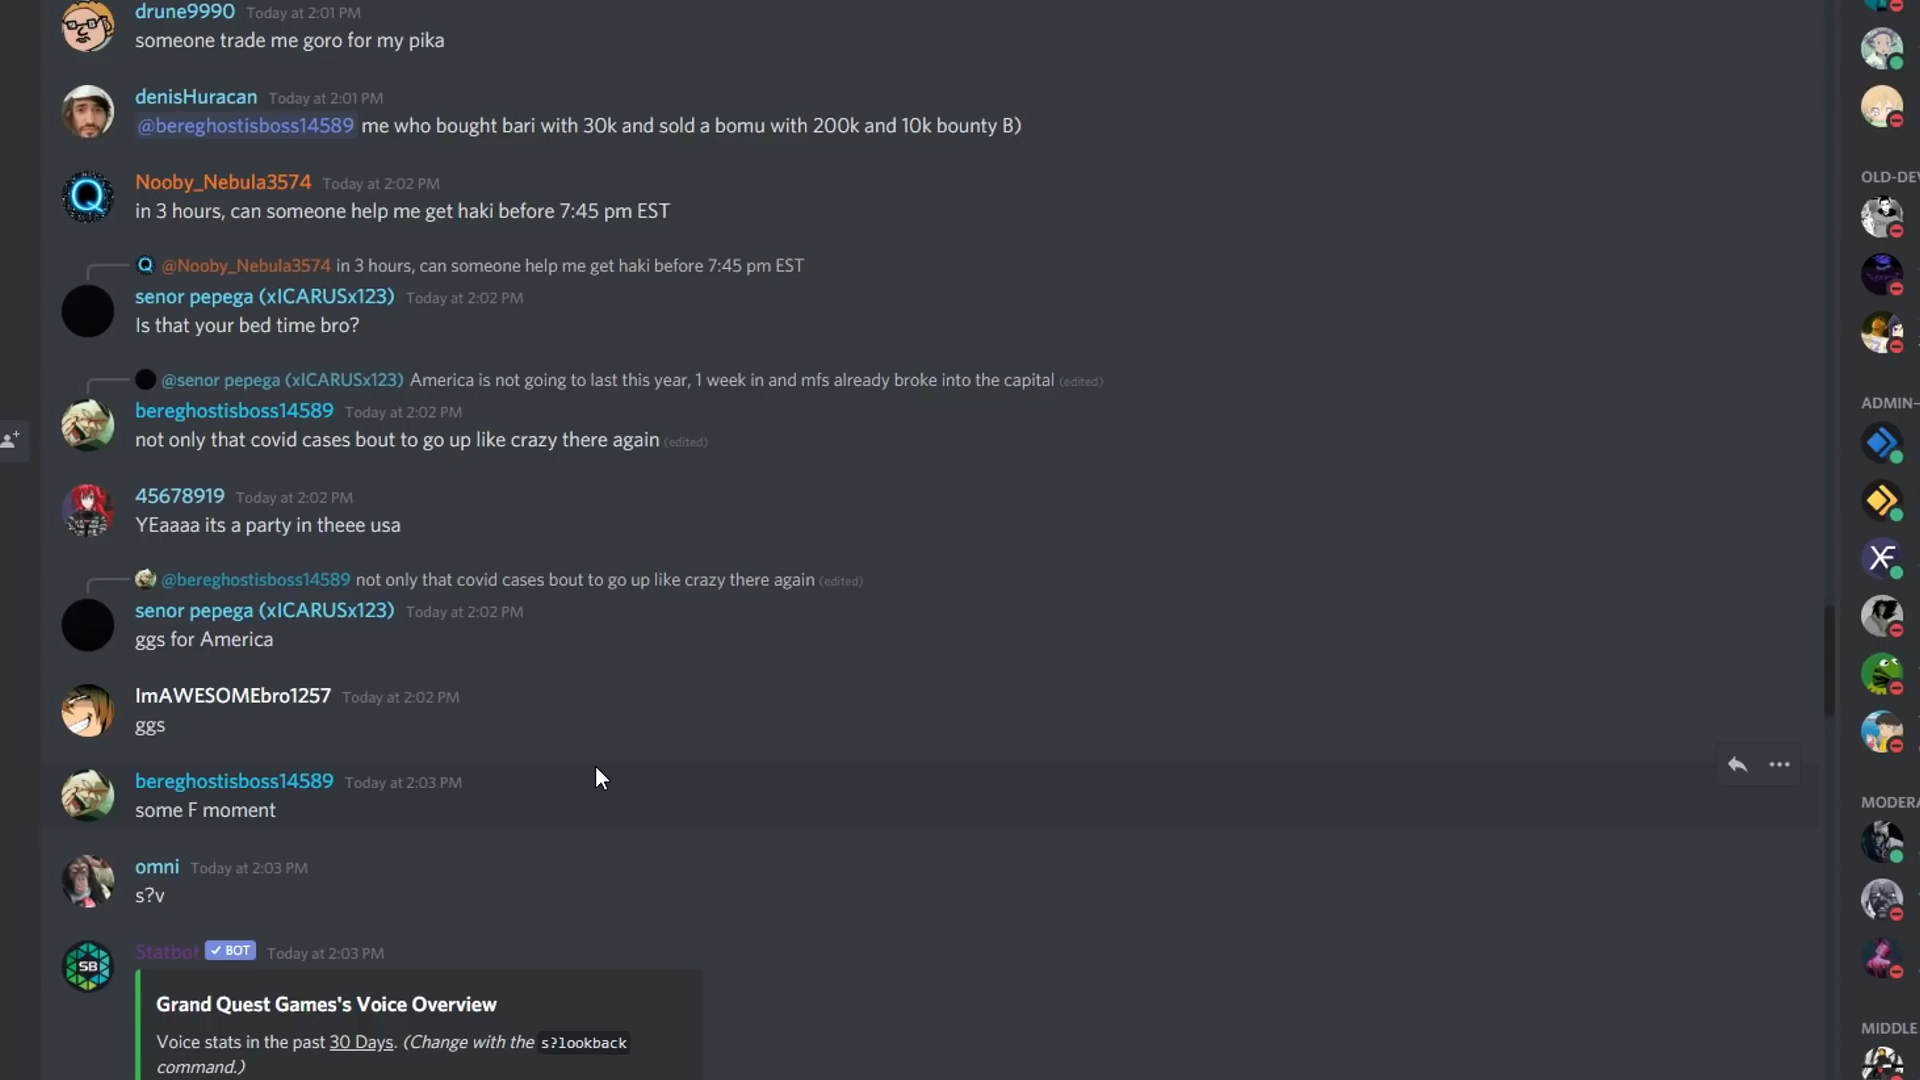 drune9990 Today at 2:01 PM
someone trade me goro for my pika
denisHuracan Today at 2:01 PM
@bereghostisboss14589 me who bought bari with 30k and sold a bomu with 200k and 10k bounty B)
Nooby_Nebula3574 Today at 2:02 PM
in 3 hours, can someone help me get haki before 7:45 pm EST
@Nooby_Nebula3574 in 3 hours, can someone help me get haki before 7:45 pm EST
senor pepega (xICARUSx123) Today at 2:02 PM
Is that your bed time bro?
@senor pepega (xICARUSx123) America is not going to last this year, 1 week in and mfs already broke into the capital (edited)
bereghostisboss14589 Today at 2:02 PM
not only that covid cases bout to go up like crazy there again (edited)
45678919 Today at 2:02 PM
YEaaaa its a party in theee usa
@bereghostisboss14589 not only that covid cases bout to go up like crazy there again (edited)
senor pepega (xICARUSx123) Today at 2:02 PM
ggs for America
ImAWESOMEbro1257 Today at 2:02 PM
ggs
bereghostisboss14589 Today at 2:03 PM
some F moment
omni Today at 2:03 PM
s?v
SB
Statbot BOT Today at 2:03 PM
Grand Quest Games's Voice Overview
Voice stats in the past 30 Days. (Change with the s?lookback
command.)
OLD-DEV
ADMIN-
MODERA
MIDDLE